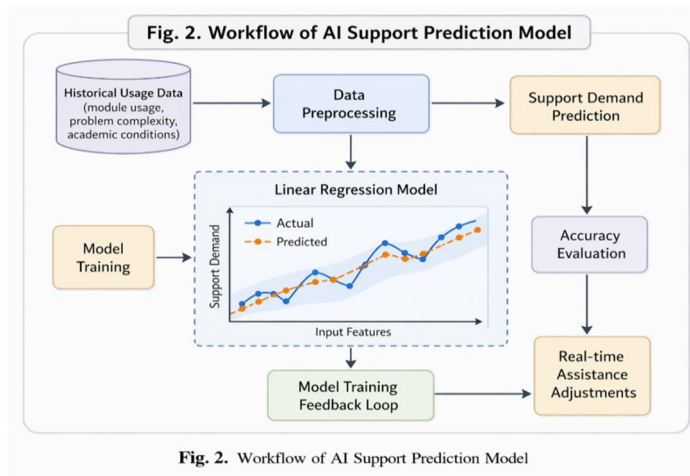 Fig. 2. Workflow of AI Support Prediction Model
Historical Usage Data
(module usage,
problem complexity,
academic conditions)
Data
Preprocessing
Support Demand
Prediction
Linear Regression Model
Actual
Predicted
Support Demand
Input Features
Model
Training
Accuracy
Evaluation
Model Training
Feedback Loop
Real-time
Assistance
Adjustments
Fig. 2. Workflow of AI Support Prediction Model